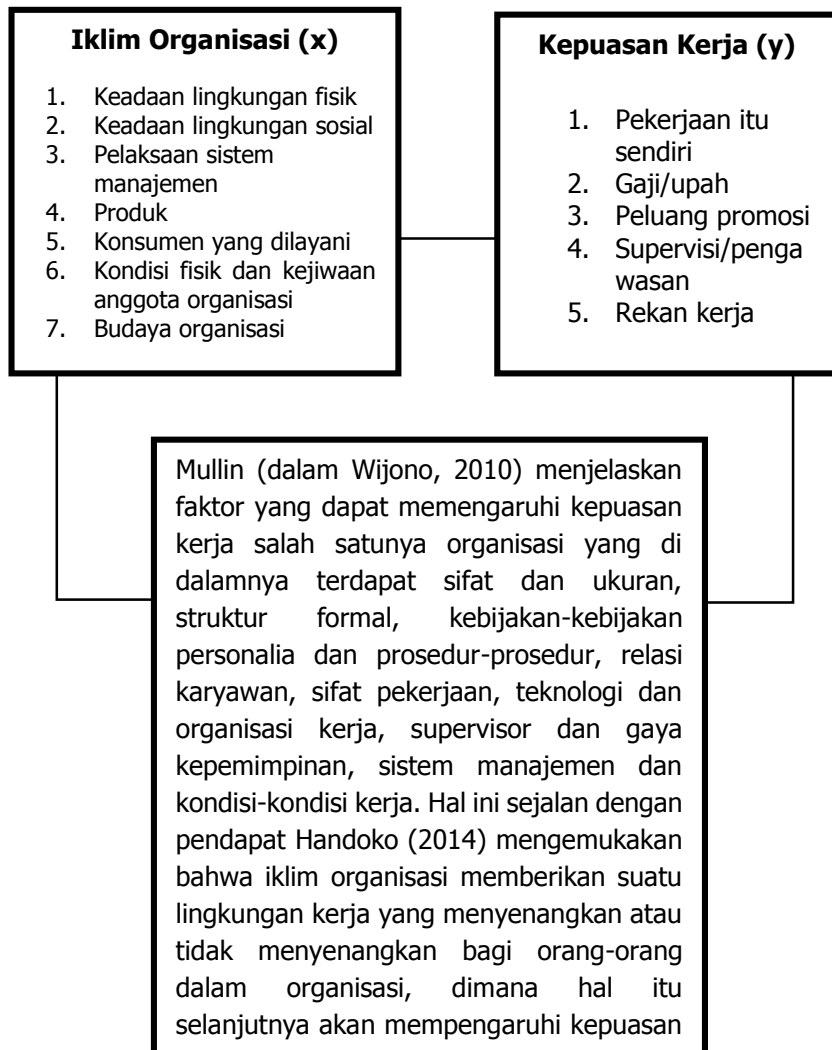 Iklim Organisasi (x)
1. Keadaan lingkungan fisik
2. Keadaan lingkungan sosial
3. Pelaksaan sistem
manajemen
4. Produk
5. Konsumen yang dilayani
6. Kondisi fisik dan kejiwaan
anggota organisasi
7. Budaya organisasi
Kepuasan Kerja (y)
1. Pekerjaan itu
sendiri
2. Gaji/upah
3. Peluang promosi
4. Supervisi/penga
wasan
5. Rekan kerja
Mullin (dalam Wijono, 2010) menjelaskan
faktor yang dapat memengaruhi kepuasan
kerja salah satunya organisasi yang di
dalamnya terdapat sifat dan ukuran,
struktur formal, kebijakan-kebijakan
personalia dan prosedur-prosedur, relasi
karyawan, sifat pekerjaan, teknologi dan
organisasi kerja, supervisor dan gaya
kepemimpinan, sistem manajemen dan
kondisi-kondisi kerja. Hal ini sejalan dengan
pendapat Handoko (2014) mengemukakan
bahwa iklim organisasi memberikan suatu
lingkungan kerja yang menyenangkan atau
tidak menyenangkan bagi orang-orang
dalam organisasi, dimana hal itu
selanjutnya akan mempengaruhi kepuasan